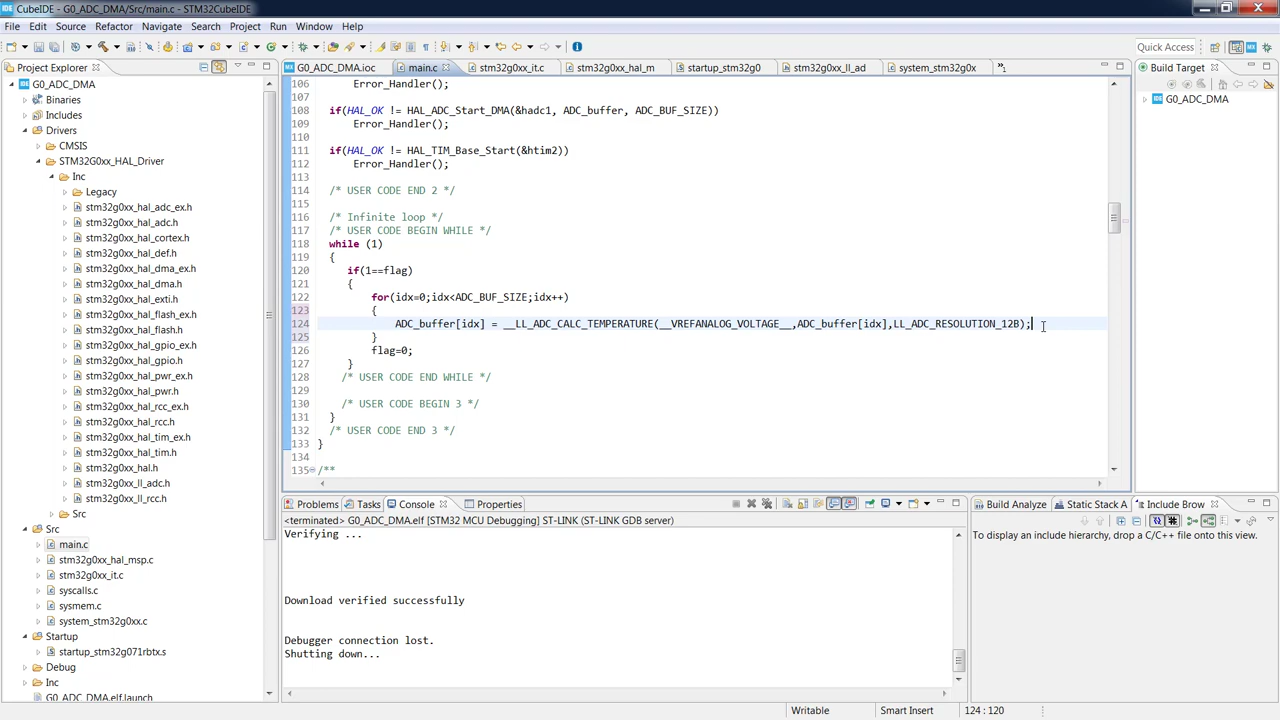 CubeIDE - G0_ADC_DMA/Src/main.c - STM32CubeIDE
File Edit Source Refactor Navigate Search Project Run Window Help
Quick Access
Project Explorer
G0_ADC_DMA
Binaries
Includes
Drivers
CMSIS
STM32G0xx_HAL_Driver
Inc
Legacy
stm32g0xx_hal_adc_ex.h
stm32g0xx_hal_adc.h
stm32g0xx_hal_cortex.h
stm32g0xx_hal_def.h
stm32g0xx_hal_dma_ex.h
stm32g0xx_hal_dma.h
stm32g0xx_hal_exti.h
stm32g0xx_hal_flash_ex.h
stm32g0xx_hal_flash.h
stm32g0xx_hal_gpio_ex.h
stm32g0xx_hal_gpio.h
stm32g0xx_hal_pwr_ex.h
stm32g0xx_hal_pwr.h
stm32g0xx_hal_rcc_ex.h
stm32g0xx_hal_rcc.h
stm32g0xx_hal_tim_ex.h
stm32g0xx_hal_tim.h
stm32g0xx_hal.h
stm32g0xx_ll_adc.h
stm32g0xx_ll_rcc.h
Src
Src
main.c
stm32g0xx_hal_msp.c
stm32g0xx_it.c
syscalls.c
sysmem.c
system_stm32g0xx.c
Startup
startup_stm32g071rbtx.s
Debug
Inc
G0_ADC_DMA.elf.launch
G0_ADC_DMA.ioc main.c stm32g0xx_it.c stm32g0xx_hal_m startup_stm32g0 stm32g0xx_ll_ad system_stm32g0x
106 Error_Handler();
107
108 if(HAL_OK != HAL_ADC_Start_DMA(&hadc1, ADC_buffer, ADC_BUF_SIZE))
109 Error_Handler();
110
111 if(HAL_OK != HAL_TIM_Base_Start(&htim2))
112 Error_Handler();
113
114 /* USER CODE END 2 */
115
116 /* Infinite loop */
117 /* USER CODE BEGIN WHILE */
118 while (1)
119 {
120 if(1==flag)
121 {
122 for(idx=0;idx<ADC_BUF_SIZE;idx++)
123 {
124 ADC_buffer[idx] = __LL_ADC_CALC_TEMPERATURE(__VREFANALOG_VOLTAGE__,ADC_buffer[idx],LL_ADC_RESOLUTION_12B);
125 }
126 flag=0;
127 }
128 /* USER CODE END WHILE */
129
130 /* USER CODE BEGIN 3 */
131 }
132 /* USER CODE END 3 */
133 }
134
135 /**
Build Target
G0_ADC_DMA
Problems Tasks Console Properties
<terminated> G0_ADC_DMA.elf [STM32 MCU Debugging] ST-LINK (ST-LINK GDB server)
Verifying ...
Download verified successfully
Debugger connection lost.
Shutting down...
Build Analyze Static Stack A Include Brow
To display an include hierarchy, drop a C/C++ file onto this view.
Writable Smart Insert 124 : 120